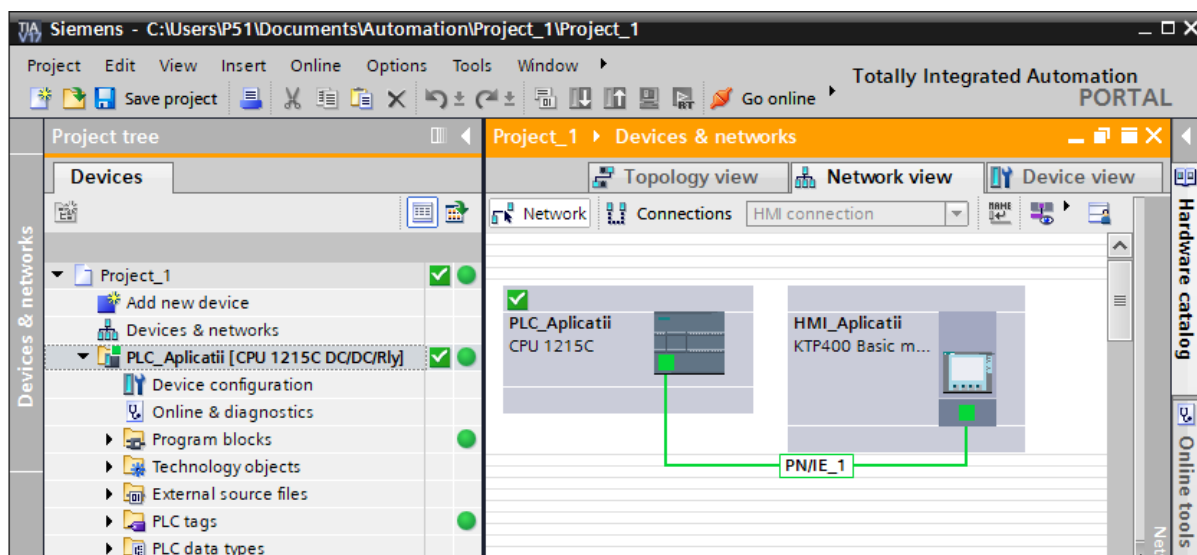 TIA V17 Siemens - C:\Users\P51\Documents\Automation\Project_1\Project_1
Project Edit View Insert Online Options Tools Window
Totally Integrated Automation
PORTAL
Save project Go online
Project tree
Devices
Devices & networks
Project_1
Add new device
Devices & networks
PLC_Aplicatii [CPU 1215C DC/DC/Rly]
Device configuration
Online & diagnostics
Program blocks
Technology objects
External source files
PLC tags
PLC data types
Project_1 Devices & networks
Topology view Network view Device view
Network Connections HMI connection
PLC_Aplicatii
CPU 1215C
HMI_Aplicatii
KTP400 Basic m...
PN/IE_1
Hardware catalog
Online tools
Net